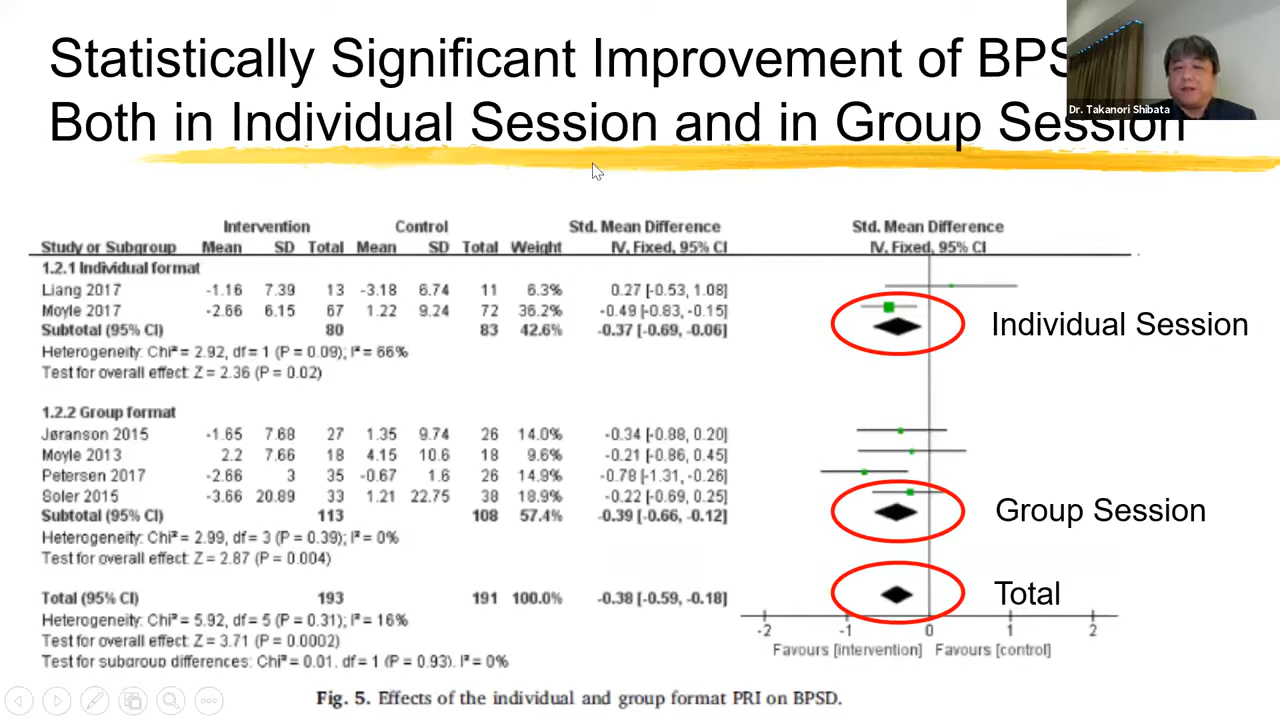 Statistically Significant Improvement of BPS
Both in Individual Session and in Group Session
Dr. Takanori Shibata
Intervention Control Std. Mean Difference Std. Mean Difference
Study or Subgroup Mean SD Total Mean SD Total Weight IV, Fixed, 95% CI IV, Fixed, 95% CI
1.2.1 Individual format
Liang 2017 -1.16 7.39 13 -3.18 6.74 11 6.3% 0.27 [-0.53, 1.08]
Moyle 2017 -2.66 6.15 67 1.22 9.24 72 36.2% -0.49 [-0.83, -0.15]
Subtotal (95% CI) 80 83 42.6% -0.37 [-0.69, -0.06]
Individual Session
Heterogeneity: Chi² = 2.92, df = 1 (P = 0.09); I² = 66%
Test for overall effect: Z = 2.36 (P = 0.02)
1.2.2 Group format
Jøranson 2015 -1.65 7.68 27 1.35 9.74 26 14.0% -0.34 [-0.88, 0.20]
Moyle 2013 2.2 7.66 18 4.15 10.6 18 9.6% -0.21 [-0.86, 0.45]
Petersen 2017 -2.66 3 35 -0.67 1.6 26 14.9% -0.78 [-1.31, -0.26]
Soler 2015 -3.66 20.89 33 1.21 22.75 38 18.9% -0.22 [-0.69, 0.25]
Subtotal (95% CI) 113 108 57.4% -0.39 [-0.66, -0.12]
Group Session
Heterogeneity: Chi² = 2.99, df = 3 (P = 0.39); I² = 0%
Test for overall effect: Z = 2.87 (P = 0.004)
Total (95% CI) 193 191 100.0% -0.38 [-0.59, -0.18]
Total
Heterogeneity: Chi² = 5.92, df = 5 (P = 0.31); I² = 16%
Test for overall effect: Z = 3.71 (P = 0.0002)
Test for subgroup differences: Chi² = 0.01, df = 1 (P = 0.93), I² = 0%
-2 -1 0 1 2
Favours [intervention] Favours [control]
Fig. 5. Effects of the individual and group format PRI on BPSD.